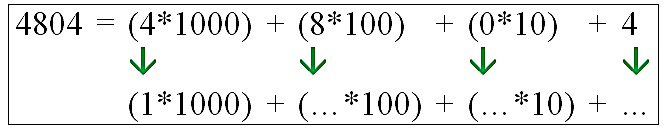 4804 = (4*1000) + (8*100) + (0*10) + 4
(1*1000) + (...*100) + (...*10) + ...